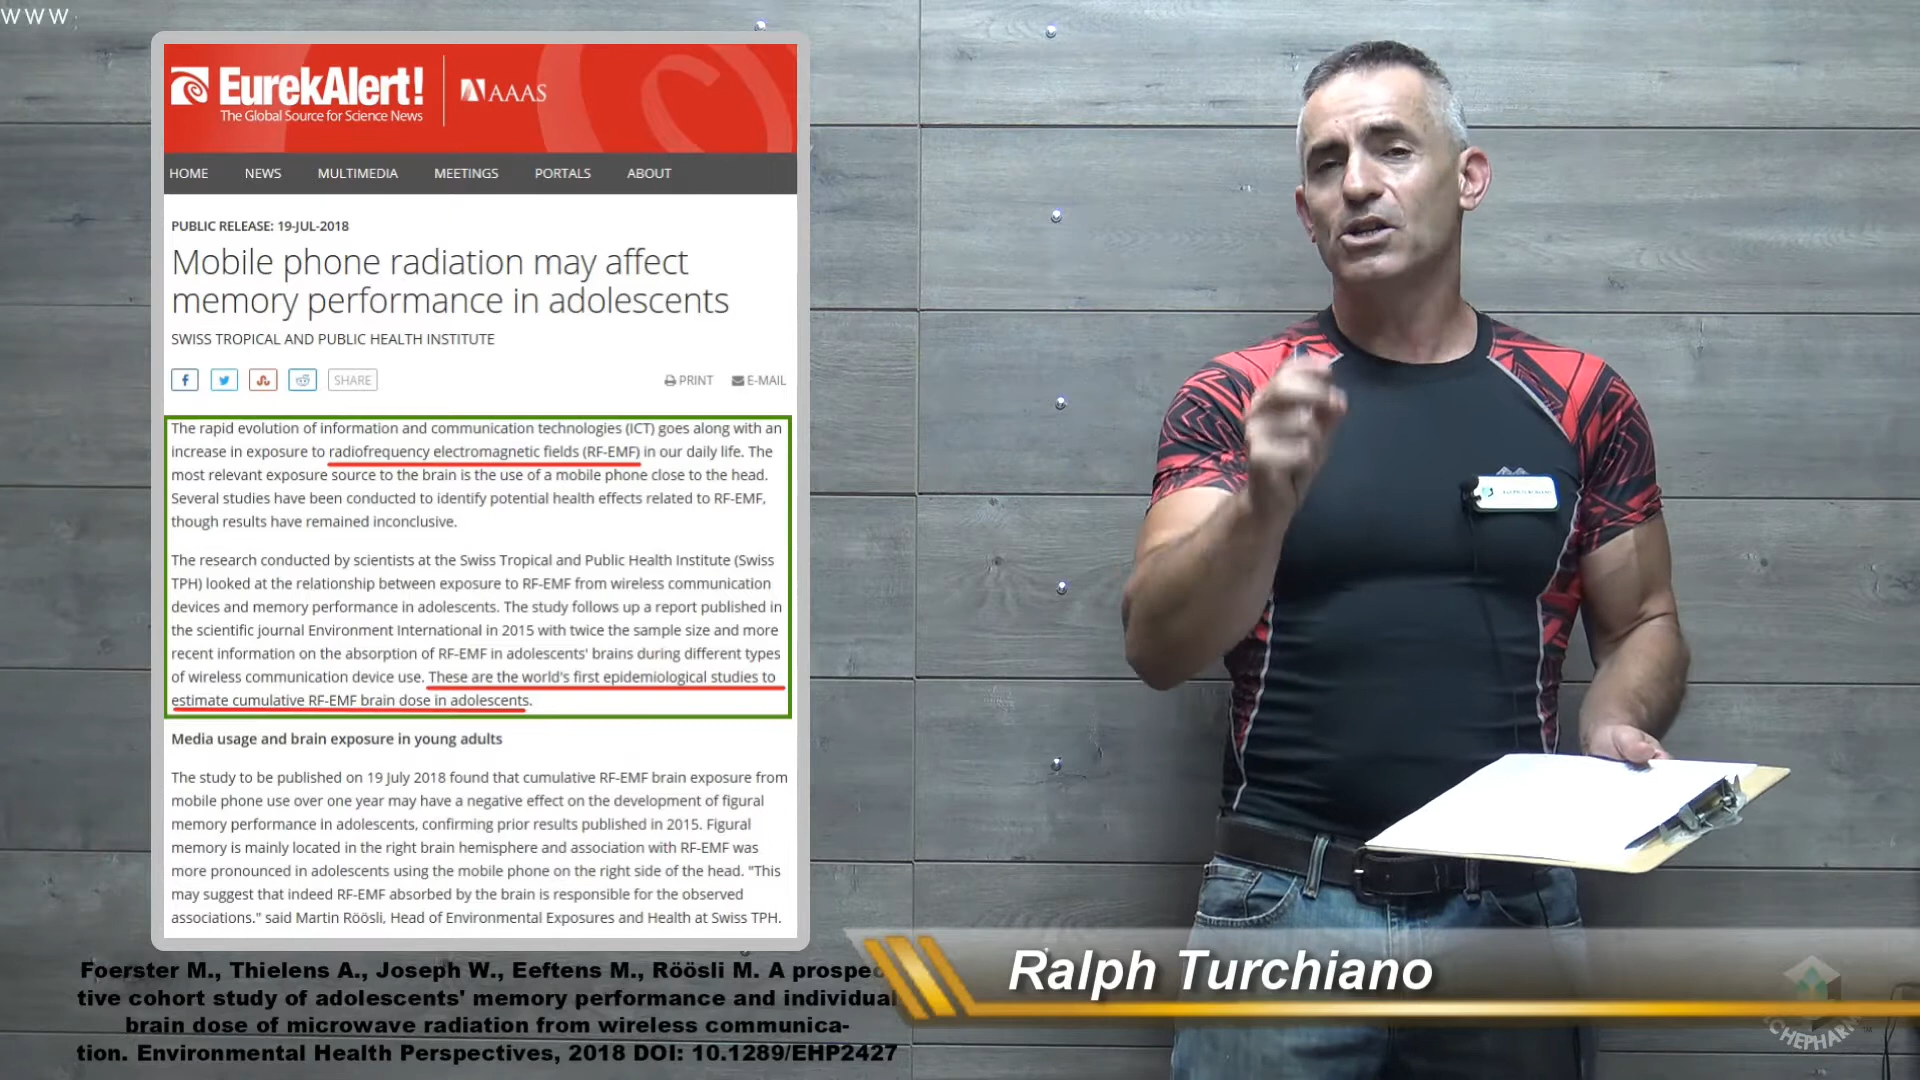 WWW
EurekAlert!
The Global Source for Science News
AAAS
HOME NEWS MULTIMEDIA MEETINGS PORTALS ABOUT
PUBLIC RELEASE: 19-JUL-2018
Mobile phone radiation may affect
memory performance in adolescents
SWISS TROPICAL AND PUBLIC HEALTH INSTITUTE
SHARE PRINT E-MAIL
The rapid evolution of information and communication technologies (ICT) goes along with an
increase in exposure to radiofrequency electromagnetic fields (RF-EMF) in our daily life. The
most relevant exposure source to the brain is the use of a mobile phone close to the head.
Several studies have been conducted to identify potential health effects related to RF-EMF,
though results have remained inconclusive.
The research conducted by scientists at the Swiss Tropical and Public Health Institute (Swiss
TPH) looked at the relationship between exposure to RF-EMF from wireless communication
devices and memory performance in adolescents. The study follows up a report published in
the scientific journal Environment International in 2015 with twice the sample size and more
recent information on the absorption of RF-EMF in adolescents' brains during different types
of wireless communication device use. These are the world's first epidemiological studies to
estimate cumulative RF-EMF brain dose in adolescents.
Media usage and brain exposure in young adults
The study to be published on 19 July 2018 found that cumulative RF-EMF brain exposure from
mobile phone use over one year may have a negative effect on the development of figural
memory performance in adolescents, confirming prior results published in 2015. Figural
memory is mainly located in the right brain hemisphere and association with RF-EMF was
more pronounced in adolescents using the mobile phone on the right side of the head. "This
may suggest that indeed RF-EMF absorbed by the brain is responsible for the observed
associations." said Martin Röösli, Head of Environmental Exposures and Health at Swiss TPH.
Foerster M., Thielens A., Joseph W., Eeftens M., Röösli M. A prospec
tive cohort study of adolescents' memory performance and individual
brain dose of microwave radiation from wireless communica-
tion. Environmental Health Perspectives, 2018 DOI: 10.1289/EHP2427
Ralph Turchiano